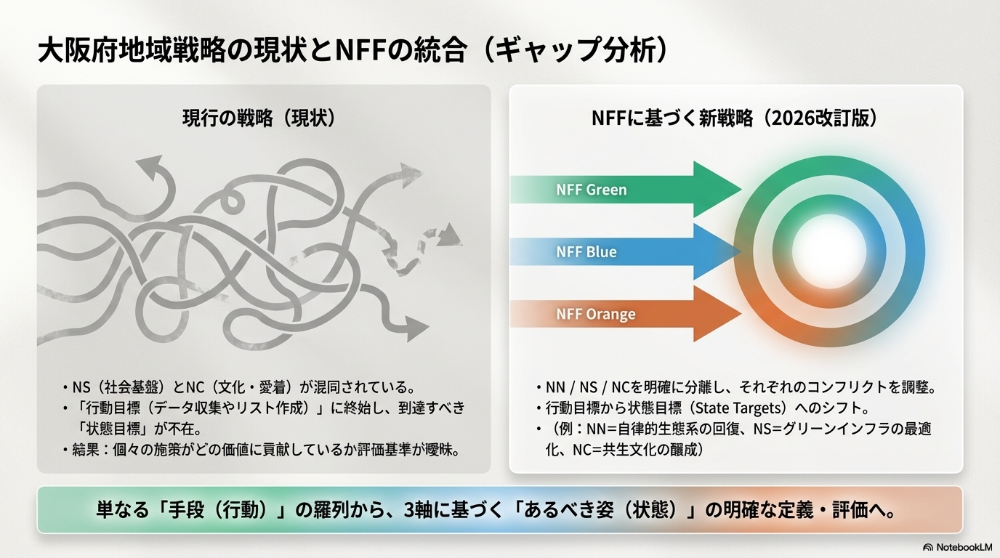 大阪府地域戦略の現状とNFFの統合（ギャップ分析）
現行の戦略（現状）
・NS（社会基盤）とNC（文化・愛着）が混同されている。
・「行動目標（データ収集やリスト作成）」に終始し、到達すべき
「状態目標」が不在。
・結果：個々の施策がどの価値に貢献しているか評価基準が曖昧。
NFFに基づく新戦略（2026改訂版）
NFF Green
NFF Blue
NFF Orange
・NN / NS / NCを明確に分離し、それぞれのコンフリクトを調整。
・行動目標から状態目標（State Targets）へのシフト。
・（例：NN＝自律的生態系の回復、NS＝グリーンインフラの最適
化、NC＝共生文化の醸成）
単なる「手段（行動）」の羅列から、3軸に基づく「あるべき姿（状態）」の明確な定義・評価へ。
NotebookLM